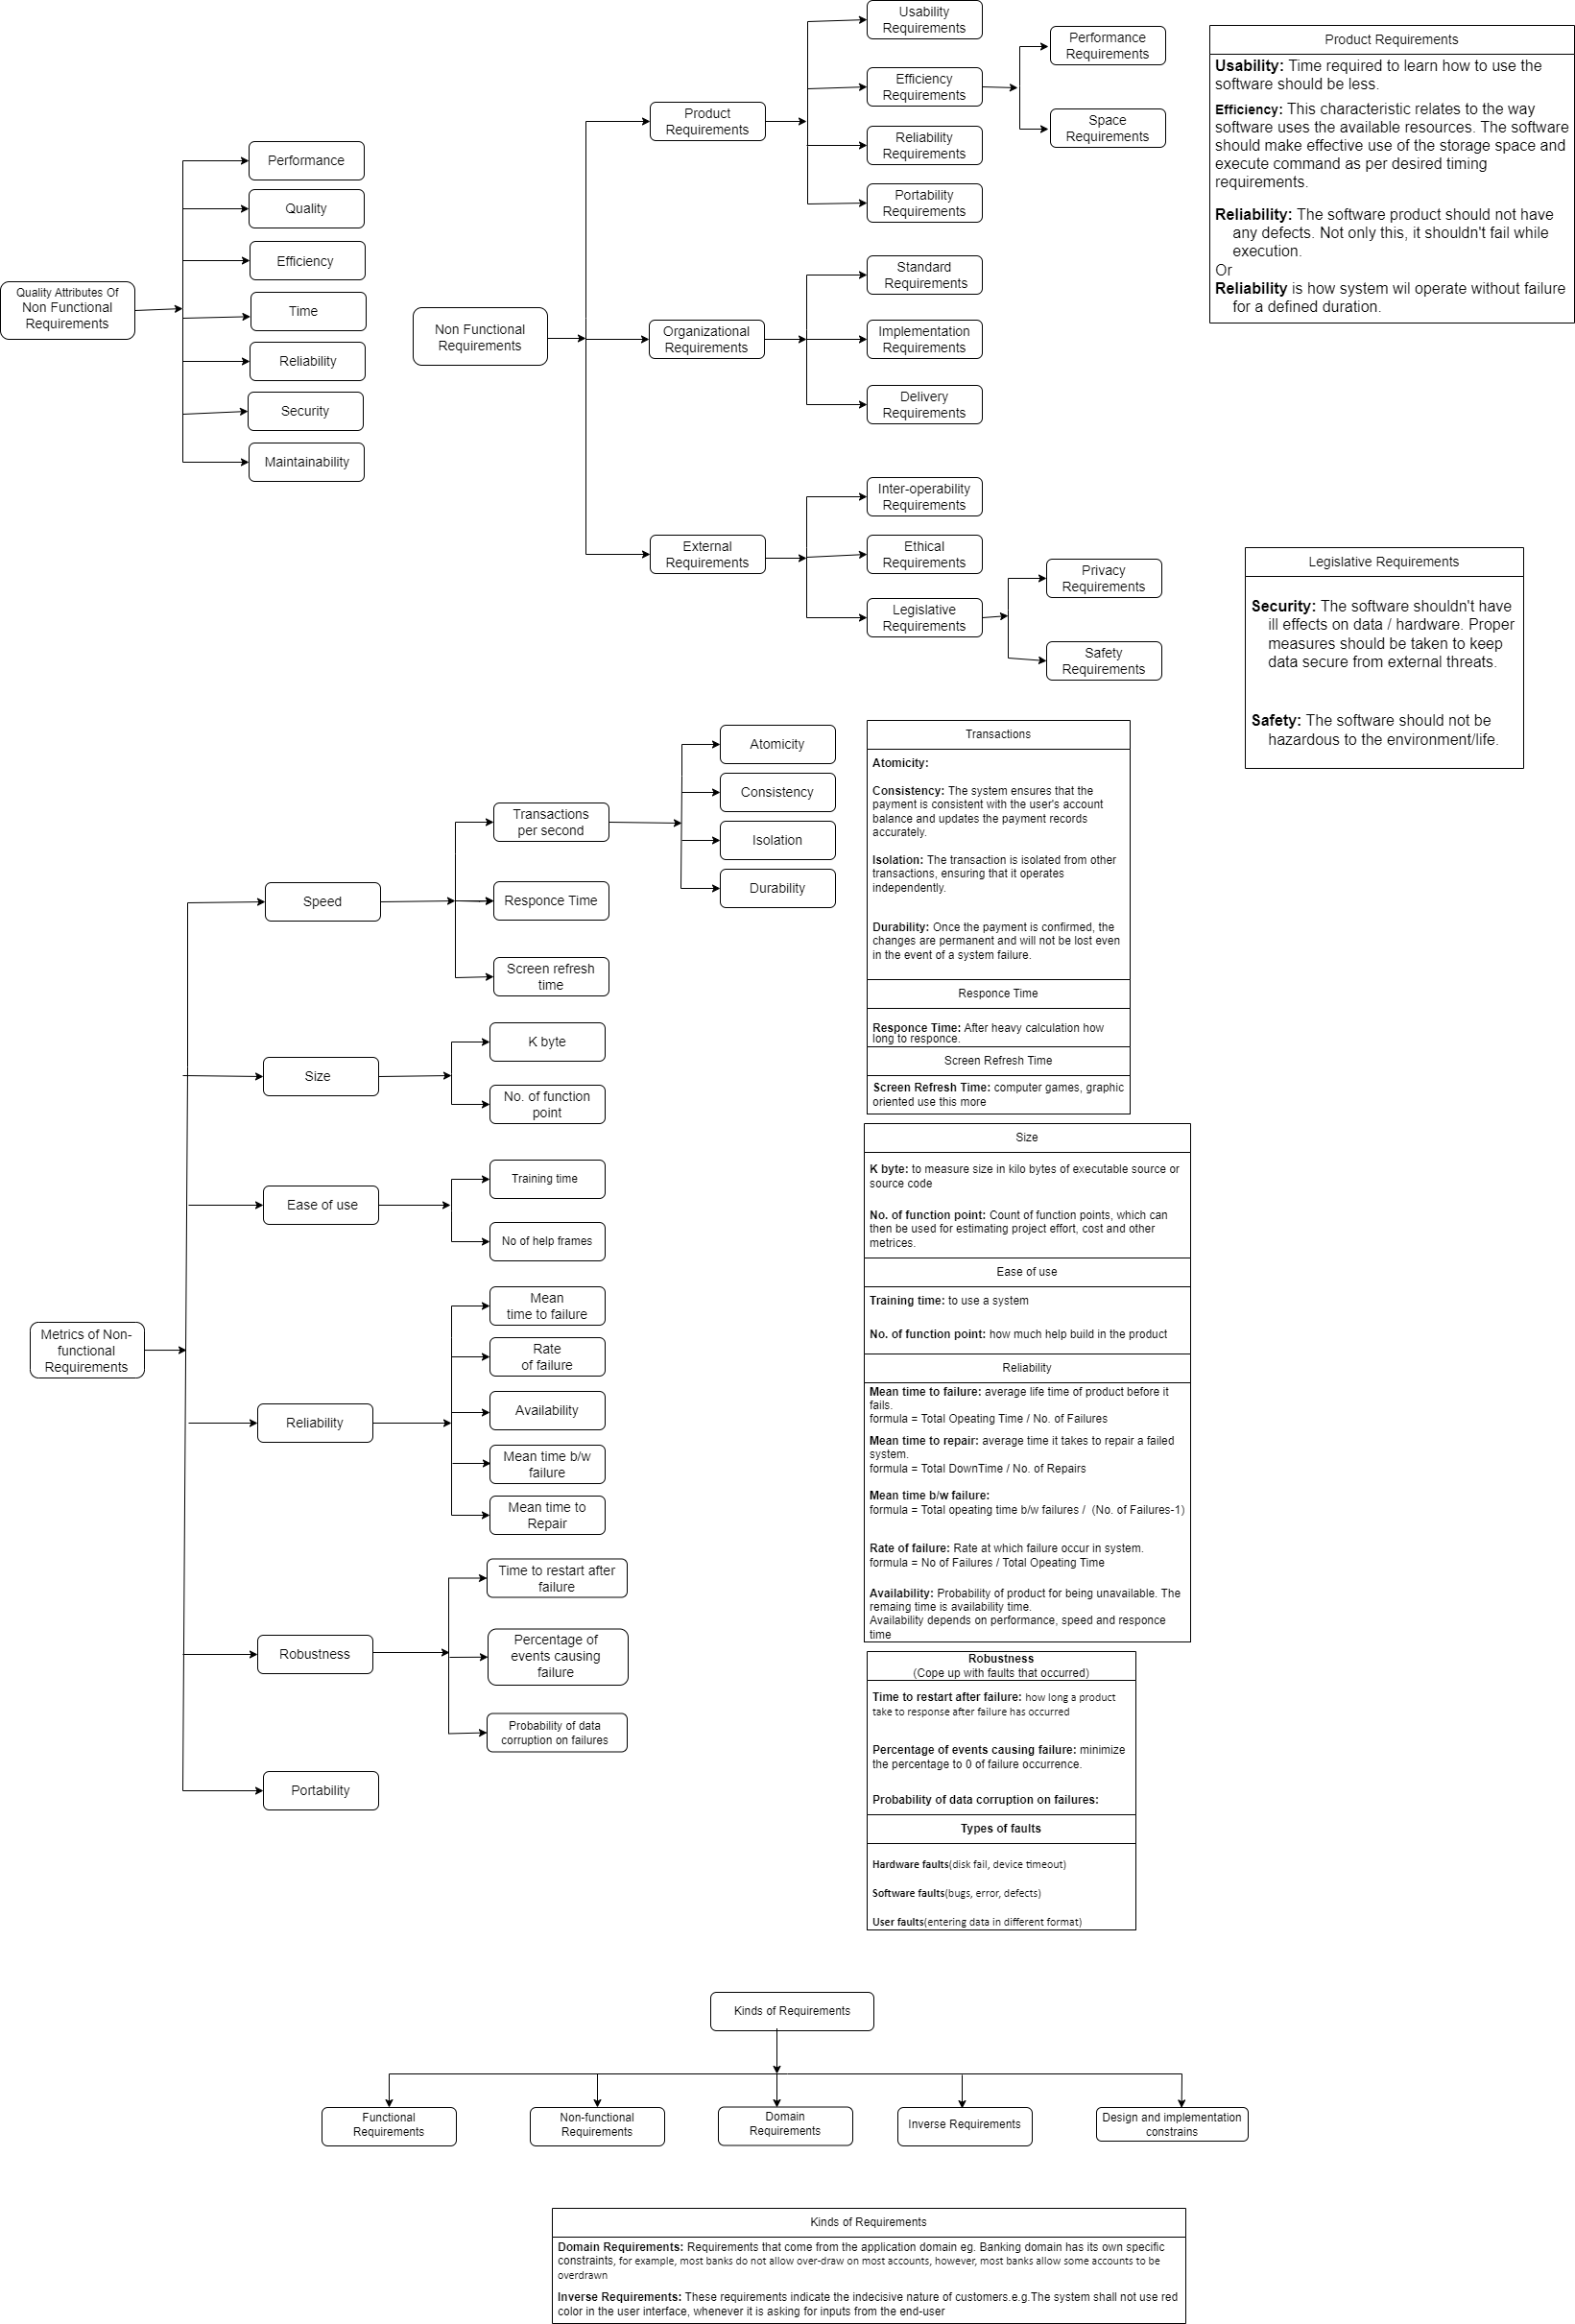 Quality Attributes Of
Non Functional
Requirements
Performance
Quality
Efficiency
Time
Reliability
Security
Maintainability
Non Functional
Requirements
Product
Requirements
Usability
Requirements
Efficiency
Requirements
Performance
Requirements
Space
Requirements
Reliability
Requirements
Portability
Requirements
Organizational
Requirements
Standard
Requirements
Implementation
Requirements
Delivery
Requirements
External
Requirements
Inter-operability
Requirements
Ethical
Requirements
Legislative
Requirements
Privacy
Requirements
Safety
Requirements
Product Requirements
Usability: Time required to learn how to use the
software should be less.
Efficiency: This characteristic relates to the way
software uses the available resources. The software
should make effective use of the storage space and
execute command as per desired timing
requirements.
Reliability: The software product should not have
any defects. Not only this, it shouldn't fail while
execution.
Or
Reliability is how system wil operate without failure
for a defined duration.
Legislative Requirements
Security: The software shouldn't have
ill effects on data / hardware. Proper
measures should be taken to keep
data secure from external threats.
Safety: The software should not be
hazardous to the environment/life.
Metrics of Non-
functional
Requirements
Speed
Transactions
per second
Atomicity
Consistency
Isolation
Durability
Responce Time
Screen refresh
time
Size
K byte
No. of function
point
Ease of use
Training time
No of help frames
Reliability
Mean
time to failure
Rate
of failure
Availability
Mean time b/w
failure
Mean time to
Repair
Robustness
Time to restart after
failure
Percentage of
events causing
failure
Probability of data
corruption on failures
Portability
Transactions
Atomicity:
Consistency: The system ensures that the
payment is consistent with the user's account
balance and updates the payment records
accurately.
Isolation: The transaction is isolated from other
transactions, ensuring that it operates
independently.
Durability: Once the payment is confirmed, the
changes are permanent and will not be lost even
in the event of a system failure.
Responce Time
Responce Time: After heavy calculation how
long to responce.
Screen Refresh Time
Screen Refresh Time: computer games, graphic
oriented use this more
Size
K byte: to measure size in kilo bytes of executable source or
source code
No. of function point: Count of function points, which can
then be used for estimating project effort, cost and other
metrices.
Ease of use
Training time: to use a system
No. of function point: how much help build in the product
Reliability
Mean time to failure: average life time of product before it
fails.
formula = Total Opeating Time / No. of Failures
Mean time to repair: average time it takes to repair a failed
system.
formula = Total DownTime / No. of Repairs
Mean time b/w failure:
formula = Total opeating time b/w failures / (No. of Failures-1)
Rate of failure: Rate at which failure occur in system.
formula = No of Failures / Total Opeating Time
Availability: Probability of product for being unavailable. The
remaing time is availability time.
Availability depends on performance, speed and responce
time
Robustness
(Cope up with faults that occurred)
Time to restart after failure: how long a product
take to response after failure has occurred
Percentage of events causing failure: minimize
the percentage to 0 of failure occurrence.
Probability of data corruption on failures:
Types of faults
Hardware faults(disk fail, device timeout)
Software faults(bugs, error, defects)
User faults(entering data in different format)
Kinds of Requirements
Functional
Requirements
Non-functional
Requirements
Domain
Requirements
Inverse Requirements
Design and implementation
constrains
Kinds of Requirements
Domain Requirements: Requirements that come from the application domain eg. Banking domain has its own specific
constraints, for example, most banks do not allow over-draw on most accounts, however, most banks allow some accounts to be
overdrawn
Inverse Requirements: These requirements indicate the indecisive nature of customers.e.g.The system shall not use red
color in the user interface, whenever it is asking for inputs from the end-user